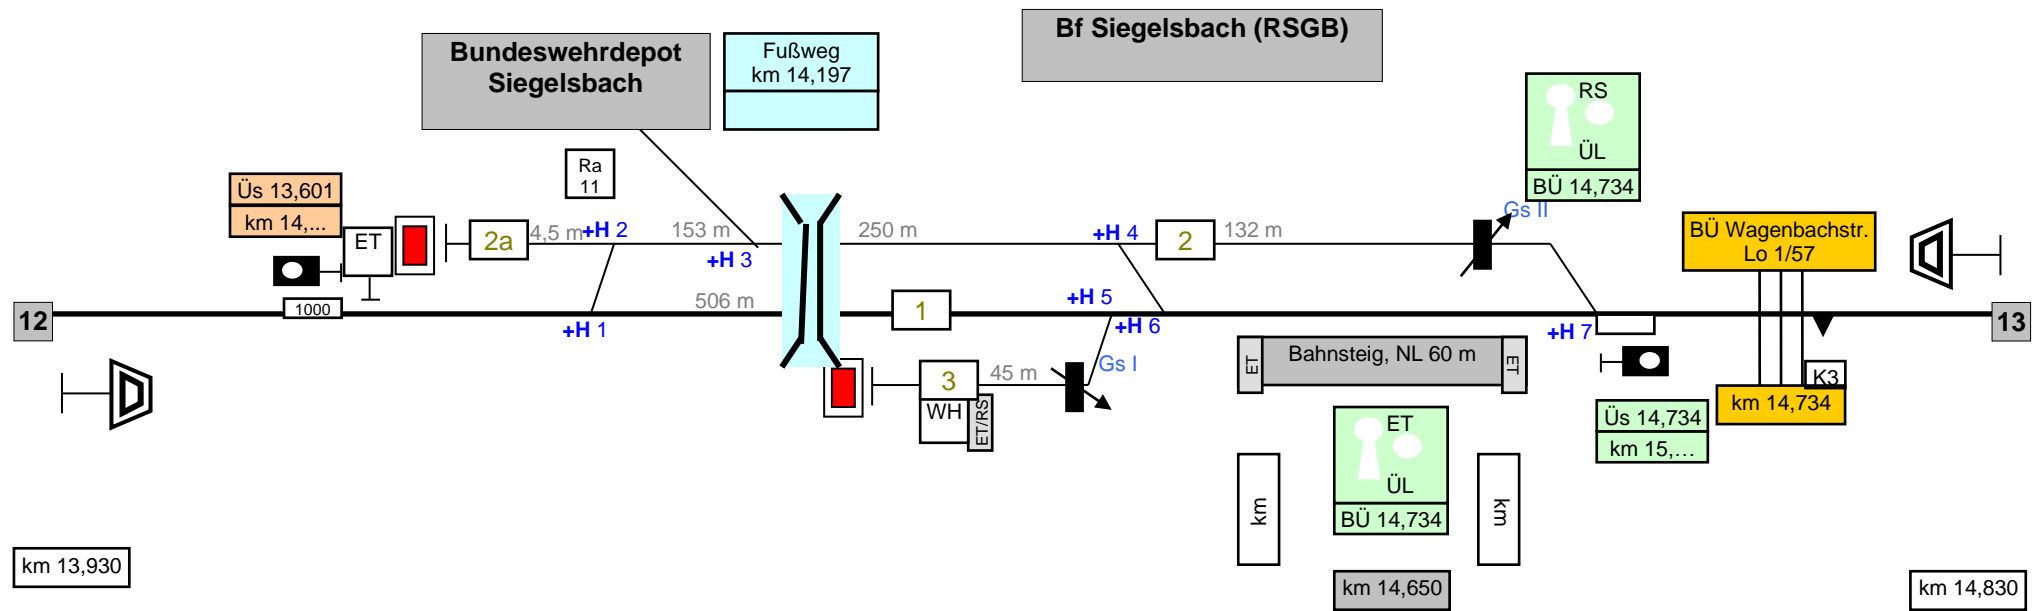 Bf Siegelsbach (RSGB)
Bundeswehrdepot
Siegelsbach
Fußweg
km 14,197
RS
ÜL
BÜ 14,734
Ra
11
Üs 13,601
km 14,...
ET
2a
4,5 m
+H 2
153 m
+H 3
250 m
+H 4
2
132 m
Gs II
BÜ Wagenbachstr.
Lo 1/57
12
1000
+H 1
506 m
1
+H 5
+H 6
+H 7
13
3
45 m
Gs I
WH
ET/RS
ET
Bahnsteig, NL 60 m
ET
K3
km 14,734
Üs 14,734
km 15,...
ET
ÜL
BÜ 14,734
km
km
km 13,930
km 14,650
km 14,830